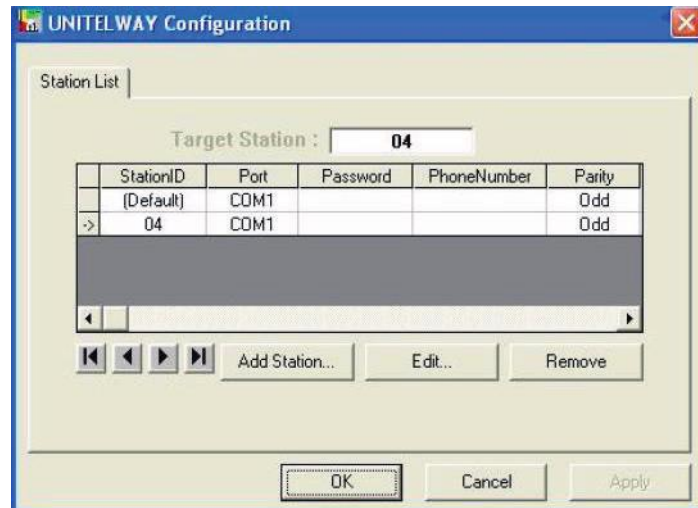 UNITELWAY Configuration
Station List
Target Station : 04
StationID Port Password PhoneNumber Parity
(Default) COM1 Odd
-> 04 COM1 Odd
Add Station... Edit... Remove
OK Cancel Apply